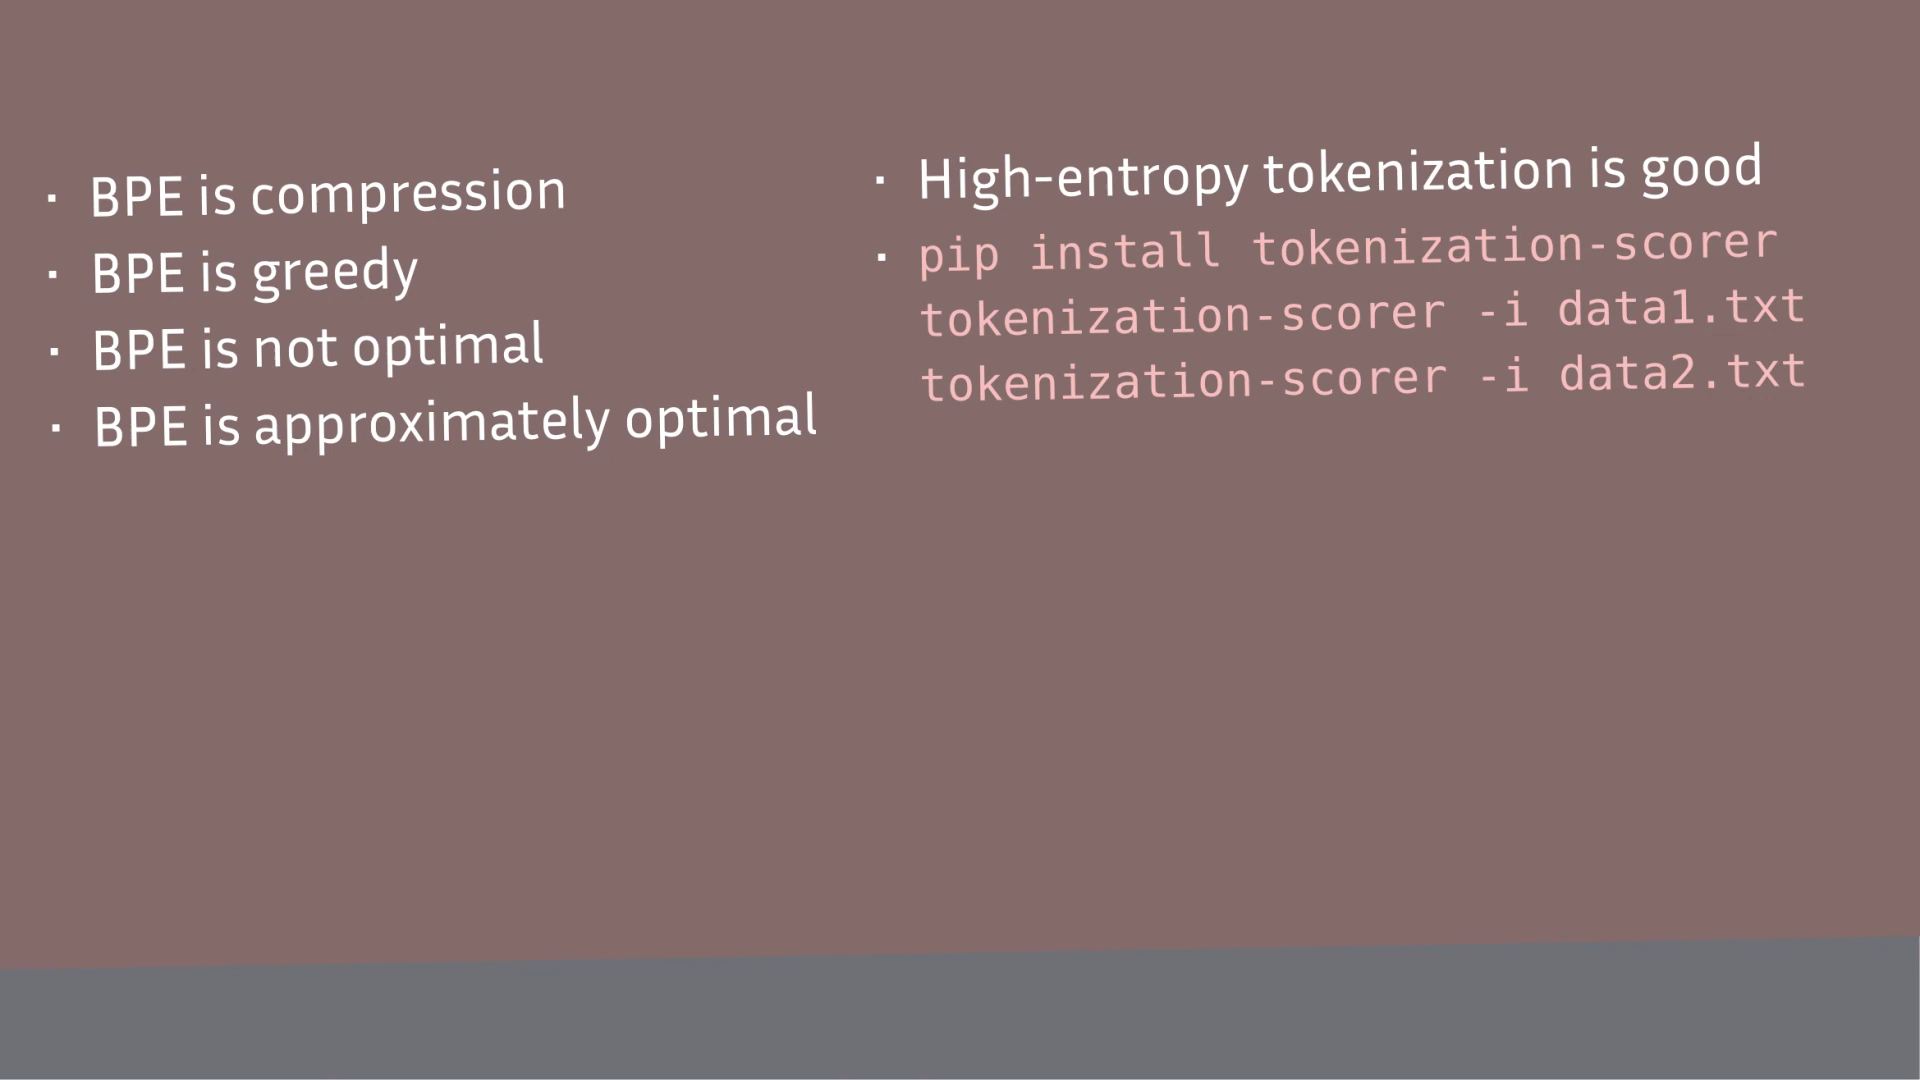 · BPE is compression
· BPE is greedy
· BPE is not optimal
· BPE is approximately optimal
· High-entropy tokenization is good
· pip install tokenization-scorer
tokenization-scorer -i data1.txt
tokenization-scorer -i data2.txt